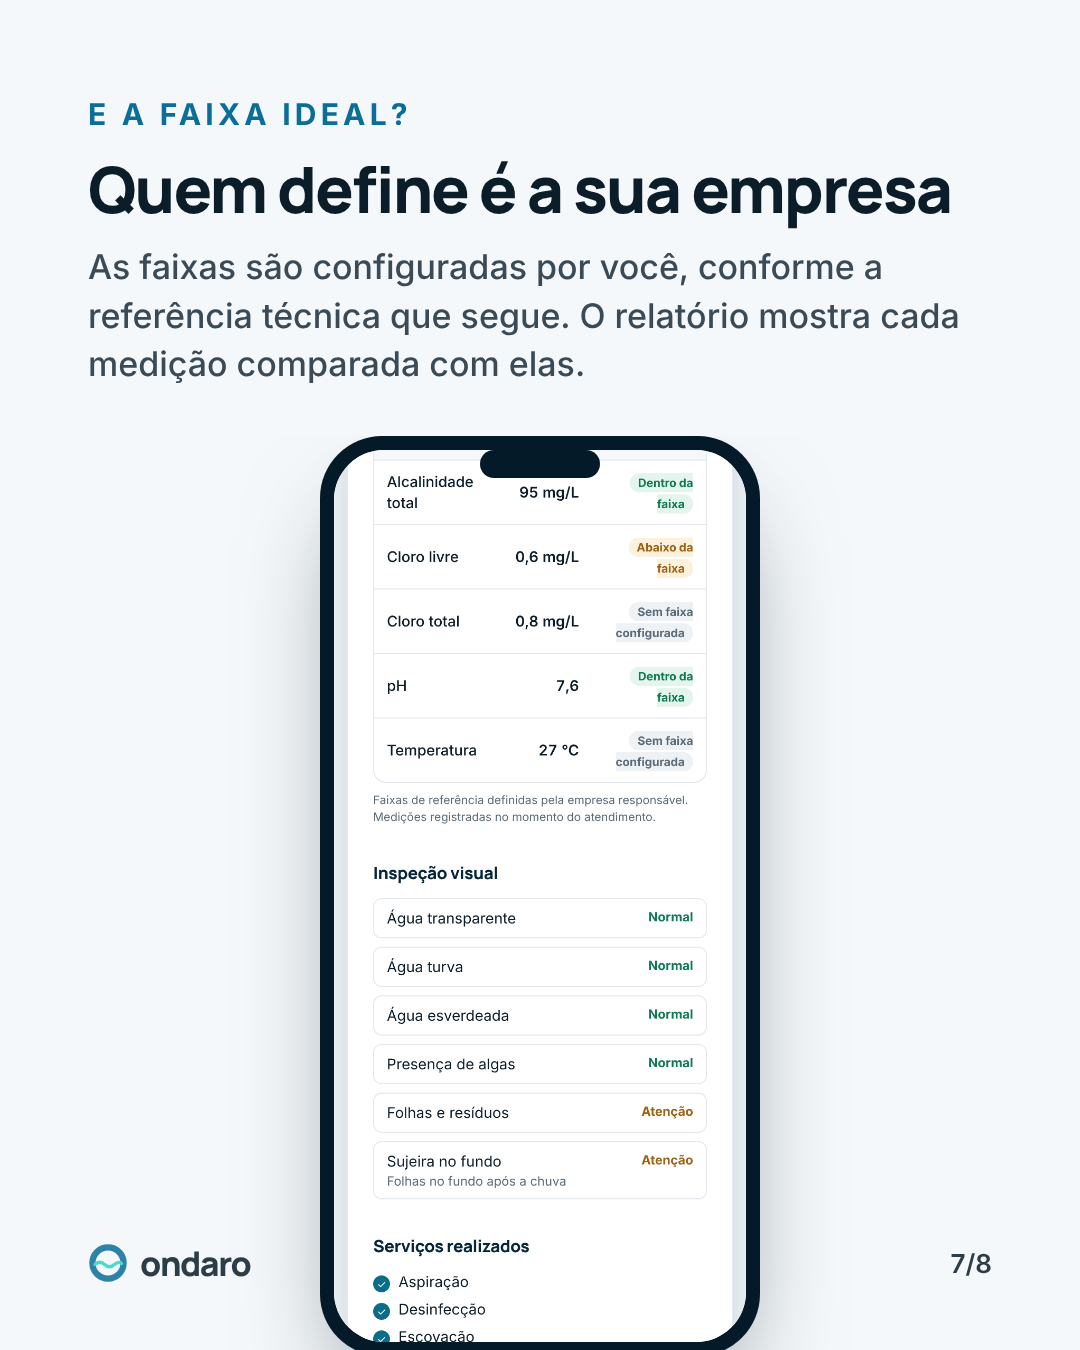 E A FAIXA IDEAL?
Quem define é a sua empresa
As faixas são configuradas por você, conforme a
referência técnica que segue. O relatório mostra cada
medição comparada com elas.
Alcalinidade
total
95 mg/L
Dentro da
faixa
Cloro livre
0,6 mg/L
Abaixo da
faixa
Cloro total
0,8 mg/L
Sem faixa
configurada
pH
7,6
Dentro da
faixa
Temperatura
27 °C
Sem faixa
configurada
Faixas de referência definidas pela empresa responsável.
Medições registradas no momento do atendimento.
Inspeção visual
Água transparente Normal
Água turva Normal
Água esverdeada Normal
Presença de algas Normal
Folhas e resíduos Atenção
Sujeira no fundo Atenção
Folhas no fundo após a chuva
Serviços realizados
Aspiração
Desinfecção
Escovação
ondaro
7/8